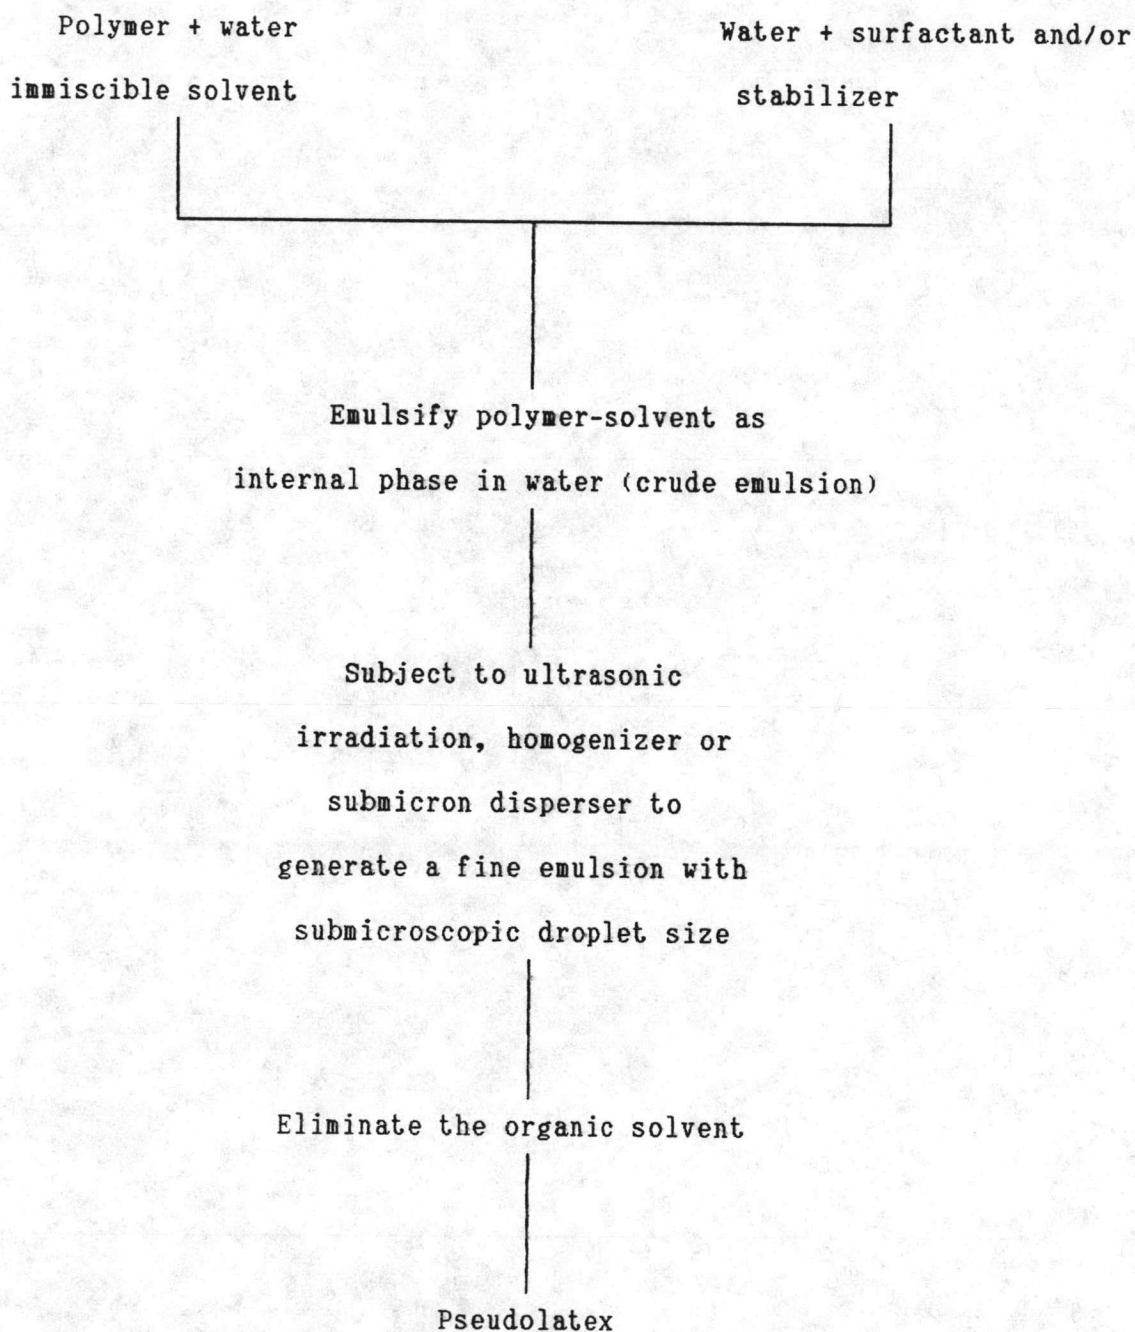 Polymer + water
immiscible solvent
Water + surfactant and/or
stabilizer
Emulsify polymer-solvent as
internal phase in water (crude emulsion)
Subject to ultrasonic
irradiation, homogenizer or
submicron disperser to
generate a fine emulsion with
submicroscopic droplet size
Eliminate the organic solvent
Pseudolatex